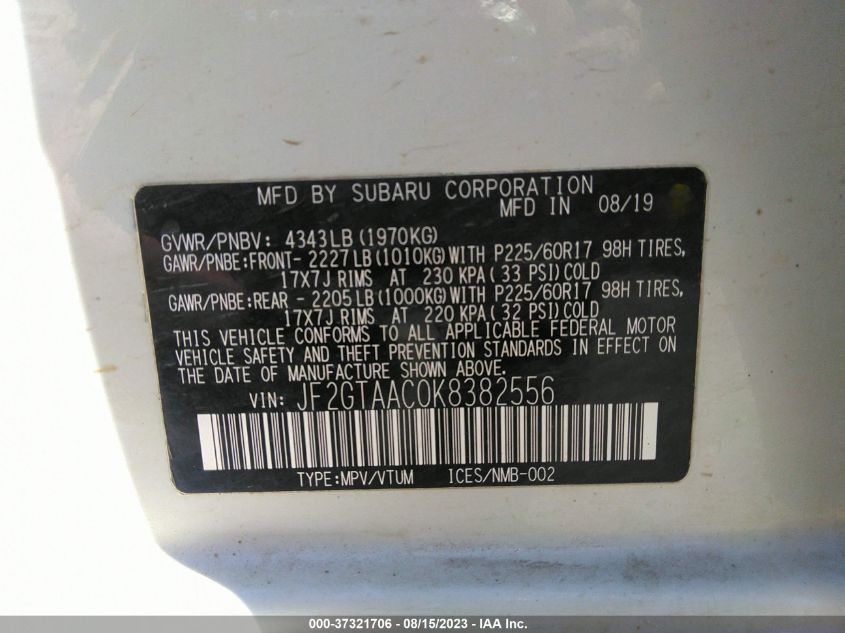 MFD BY SUBARU CORPORATION
MFD IN 08/19
GVWR/PNBV: 4343LB (1970KG)
GAWR/PNBE:FRONT- 2227LB (1010KG) WITH P225/60R17 98H TIRES,
17X7J RIMS AT 230 KPA (33 PSI) COLD
GAWR/PNBE:REAR - 2205LB (1000KG) WITH P225/60R17 98H TIRES,
17X7J RIMS AT 220 KPA (32 PSI) COLD
THIS VEHICLE CONFORMS TO ALL APPLICABLE FEDERAL MOTOR
VEHICLE SAFETY AND THEFT PREVENTION STANDARDS IN EFFECT ON
THE DATE OF MANUFACTURE SHOWN ABOVE.
VIN: JF2GTAAC0K8382556
TYPE:MPV/VTUM ICES/NMB-002
000-37321706 - 08/15/2023 - IAA Inc.